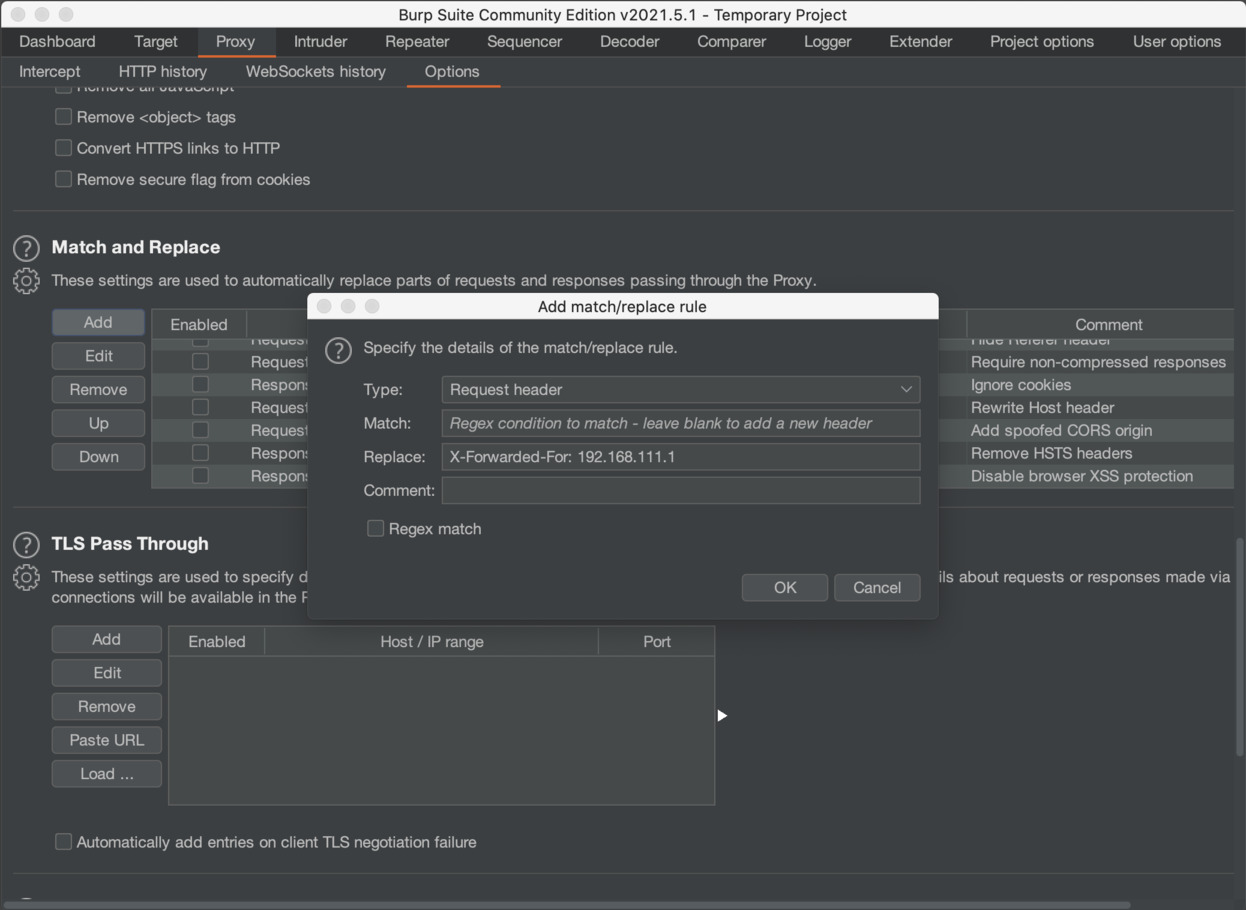 Burp Suite Community Edition v2021.5.1 - Temporary Project
Dashboard Target Proxy Intruder Repeater Sequencer Decoder Comparer Logger Extender Project options User options
Intercept HTTP history WebSockets history Options
Remove all JavaScript
Remove <object> tags
Convert HTTPS links to HTTP
Remove secure flag from cookies
? Match and Replace
These settings are used to automatically replace parts of requests and responses passing through the Proxy.
Add
Edit
Remove
Up
Down
Enabled Comment
Request Hide Referer header
Request Require non-compressed responses
Respons Ignore cookies
Request Rewrite Host header
Request Add spoofed CORS origin
Respons Remove HSTS headers
Respons Disable browser XSS protection
Add match/replace rule
? Specify the details of the match/replace rule.
Type: Request header
Match: Regex condition to match - leave blank to add a new header
Replace: X-Forwarded-For: 192.168.111.1
Comment:
Regex match
OK Cancel
? TLS Pass Through
These settings are used to specify d ils about requests or responses made via
connections will be available in the P
Add
Edit
Remove
Paste URL
Load ...
Enabled Host / IP range Port
Automatically add entries on client TLS negotiation failure